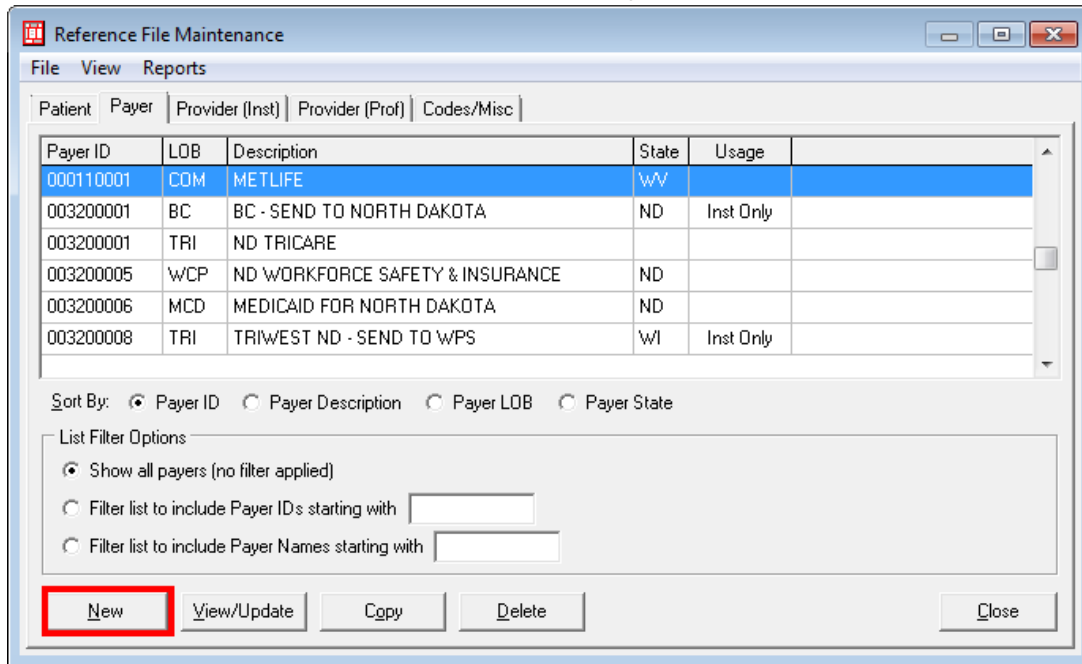 Reference File Maintenance
File View Reports
Patient Payer Provider (Inst) Provider (Prof) Codes/Misc
Payer ID LOB Description State Usage
000110001 COM METLIFE WV
003200001 BC BC - SEND TO NORTH DAKOTA ND Inst Only
003200001 TRI ND TRICARE
003200005 WCP ND WORKFORCE SAFETY & INSURANCE ND
003200006 MCD MEDICAID FOR NORTH DAKOTA ND
003200008 TRI TRIWEST ND - SEND TO WPS WI Inst Only
Sort By: Payer ID Payer Description Payer LOB Payer State
List Filter Options
Show all payers (no filter applied)
Filter list to include Payer IDs starting with
Filter list to include Payer Names starting with
New View/Update Copy Delete Close